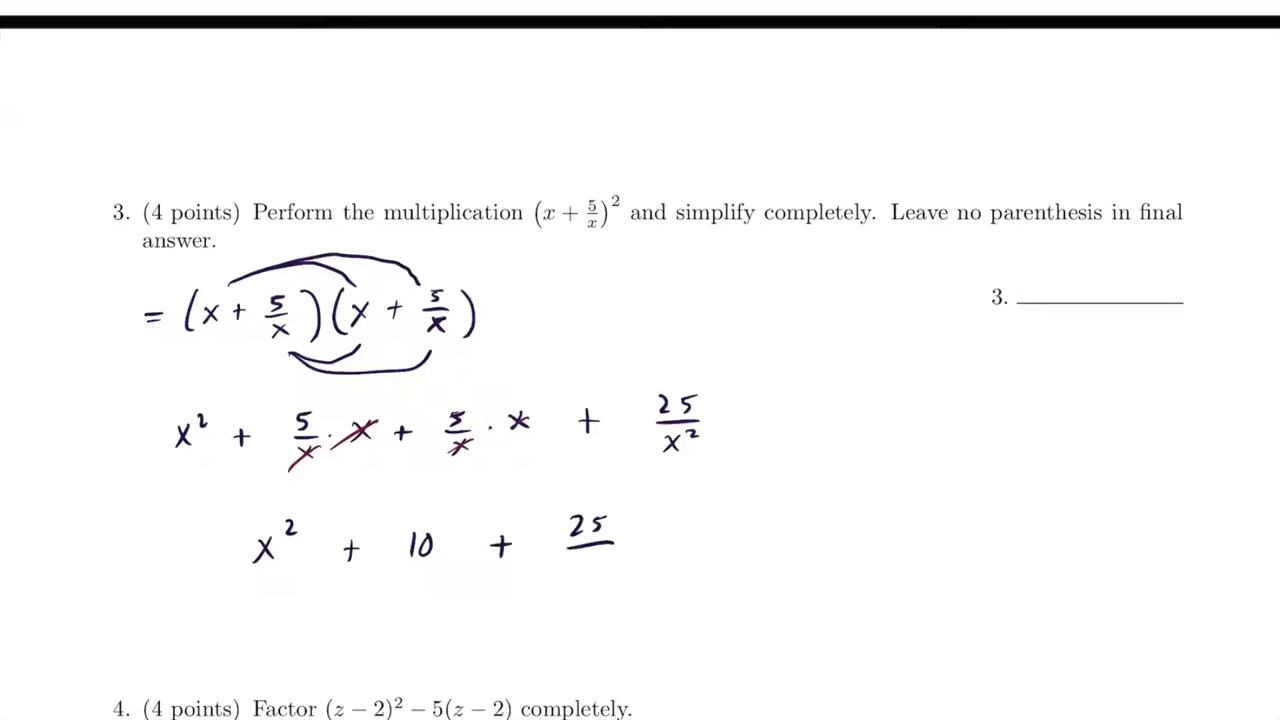 3. (4 points) Perform the multiplication (x + 5/x)² and simplify completely. Leave no parenthesis in final
answer.
3. ____________
= (x + 5/x)(x + 5/x)
x² + 5/x · x + 5/x · x + 25/x²
x² + 10 + 25/
4. (4 points) Factor (z − 2)² − 5(z − 2) completely.